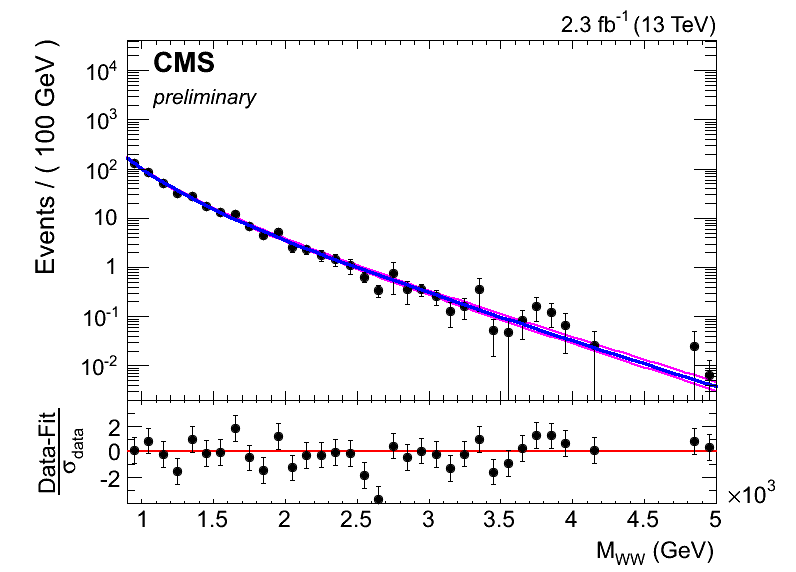 2.3 fb⁻¹ (13 TeV)
CMS
preliminary
Events / ( 100 GeV )
10⁴
10³
10²
10
1
10⁻¹
10⁻²
Data-Fit
σdata
2
0
-2
×10³
1 1.5 2 2.5 3 3.5 4 4.5 5
M_WW (GeV)